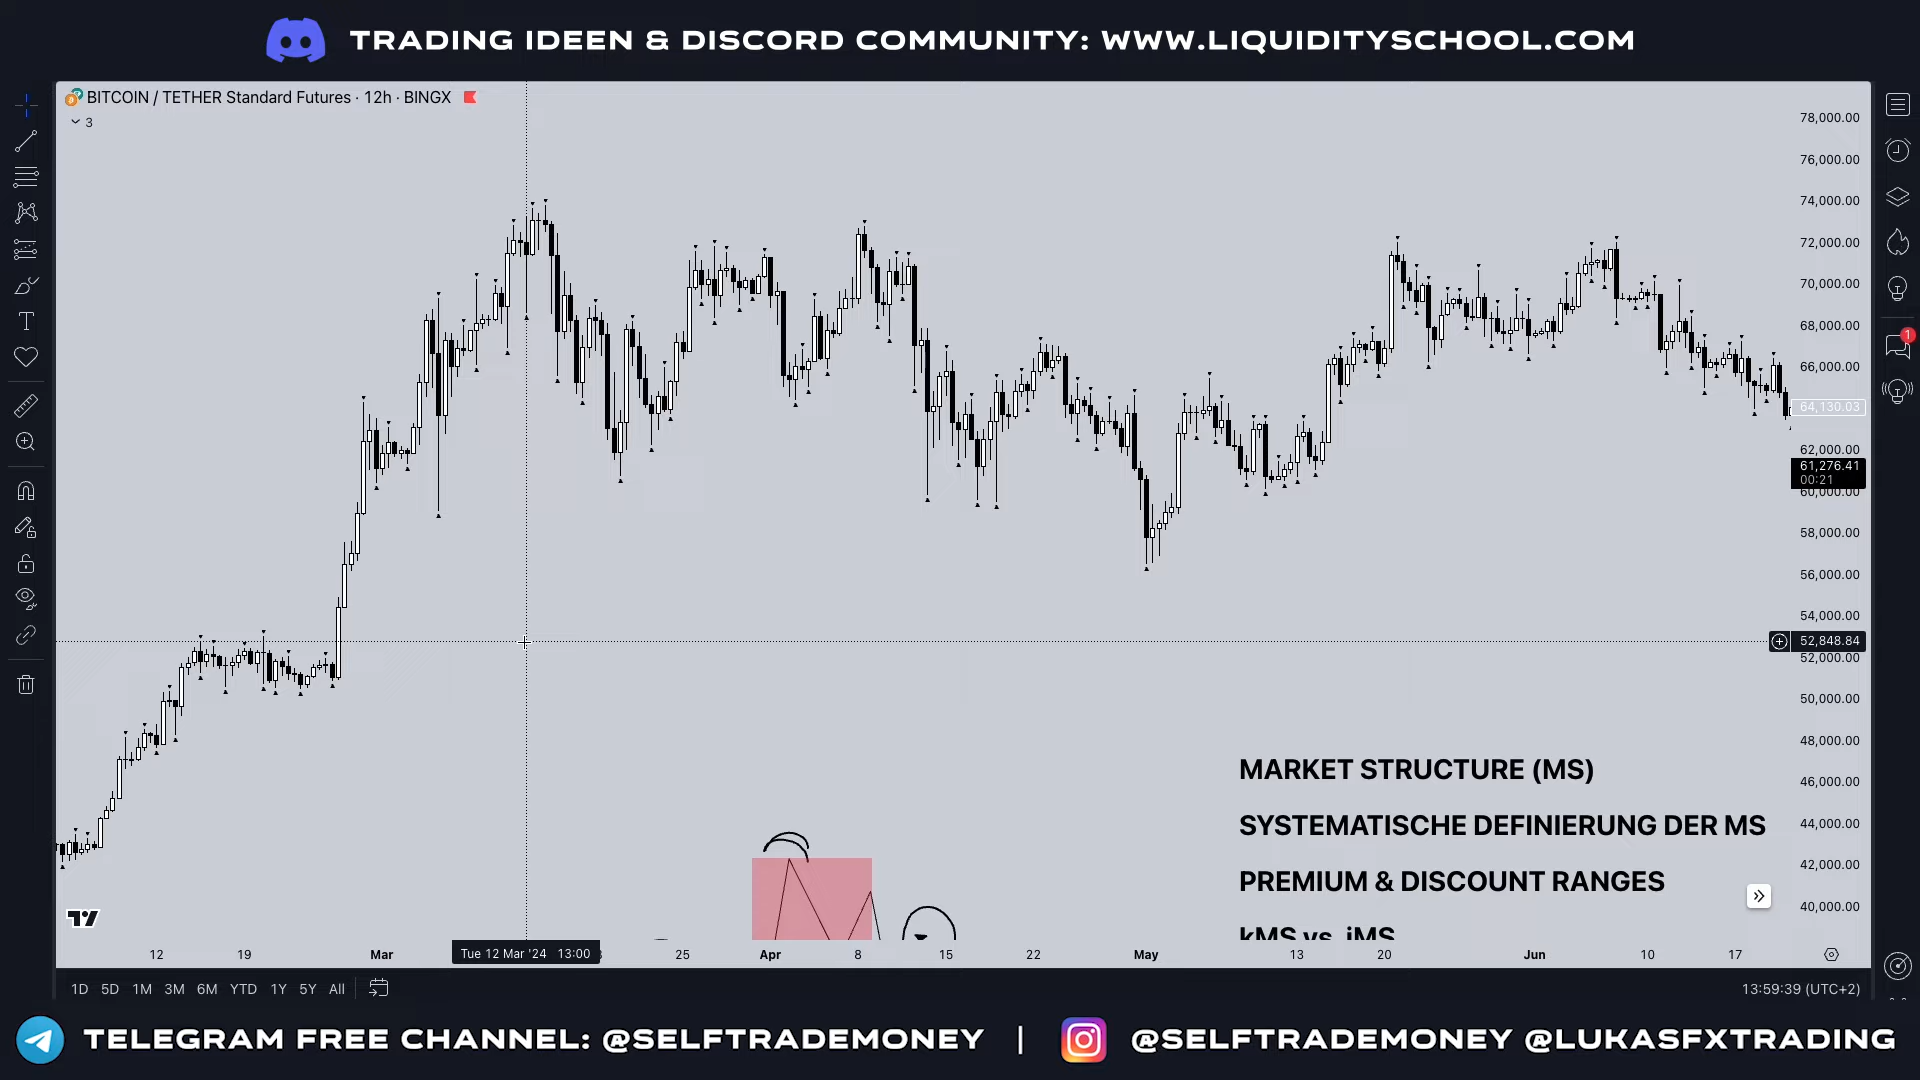 TRADING IDEEN & DISCORD COMMUNITY: WWW.LIQUIDITYSCHOOL.COM
BITCOIN / TETHER Standard Futures · 12h · BINGX
3
78,000.00
76,000.00
74,000.00
72,000.00
70,000.00
68,000.00
66,000.00
64,130.03
62,000.00
61,276.41
00:21
60,000.00
58,000.00
56,000.00
54,000.00
52,848.84
52,000.00
50,000.00
48,000.00
46,000.00
44,000.00
42,000.00
40,000.00
1
MARKET STRUCTURE (MS)
SYSTEMATISCHE DEFINIERUNG DER MS
PREMIUM & DISCOUNT RANGES
kMS vs. iMS
12 19 Mar Tue 12 Mar '24 13:00 25 Apr 8 15 22 May 13 20 Jun 10 17
1D 5D 1M 3M 6M YTD 1Y 5Y All
13:59:39 (UTC+2)
TELEGRAM FREE CHANNEL: @SELFTRADEMONEY | @SELFTRADEMONEY @LUKASFXTRADING